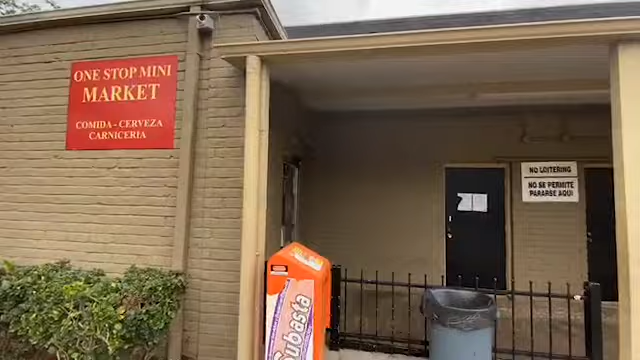 ONE STOP MINI
MARKET
COMIDA - CERVEZA
CARNICERIA
NO LOITERING
NO SE PERMITE
PARARSE AQUI
Subasta